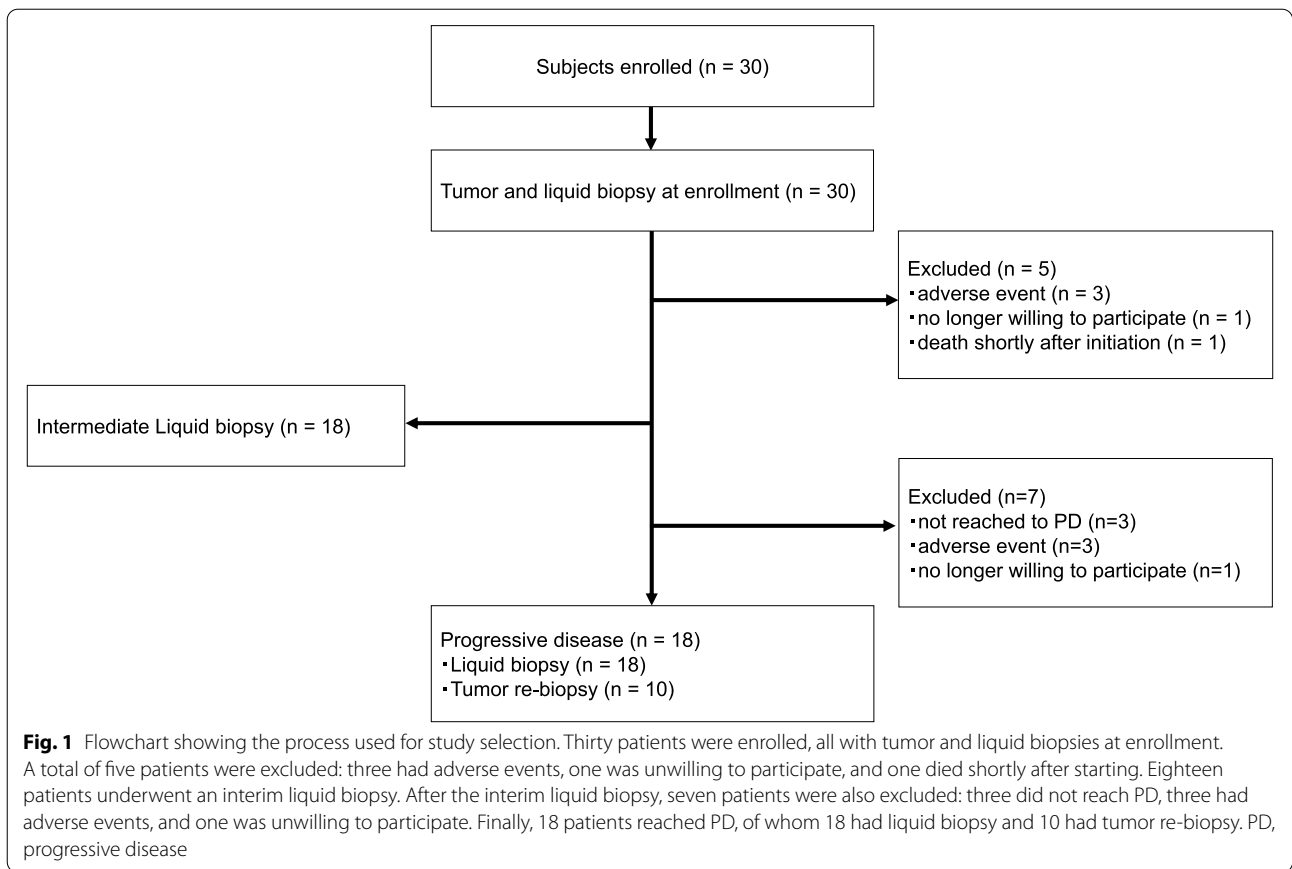 Subjects enrolled (n = 30)
Tumor and liquid biopsy at enrollment (n = 30)
Excluded (n = 5)
・adverse event (n = 3)
・no longer willing to participate (n = 1)
・death shortly after initiation (n = 1)
Intermediate Liquid biopsy (n = 18)
Excluded (n=7)
・not reached to PD (n=3)
・adverse event (n=3)
・no longer willing to participate (n=1)
Progressive disease (n = 18)
・Liquid biopsy (n = 18)
・Tumor re-biopsy (n = 10)
Fig. 1 Flowchart showing the process used for study selection. Thirty patients were enrolled, all with tumor and liquid biopsies at enrollment.
A total of five patients were excluded: three had adverse events, one was unwilling to participate, and one died shortly after starting. Eighteen
patients underwent an interim liquid biopsy. After the interim liquid biopsy, seven patients were also excluded: three did not reach PD, three had
adverse events, and one was unwilling to participate. Finally, 18 patients reached PD, of whom 18 had liquid biopsy and 10 had tumor re-biopsy. PD,
progressive disease